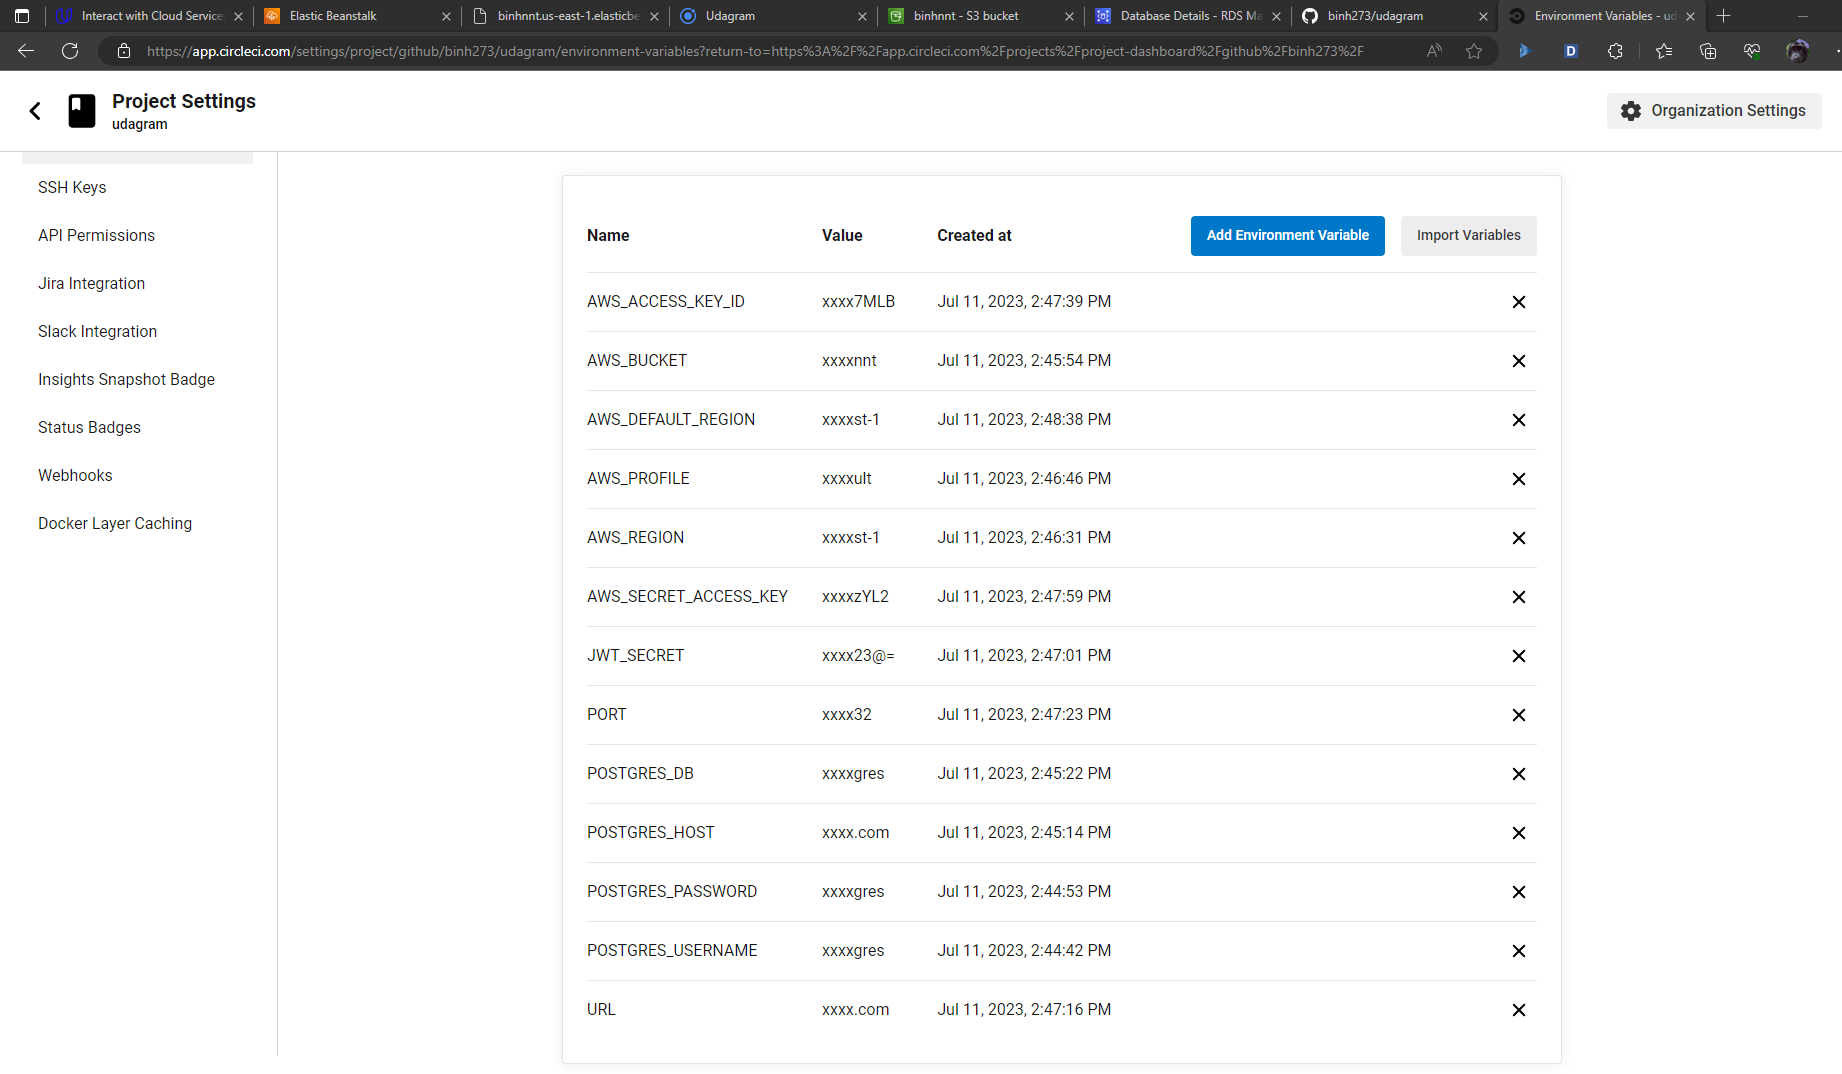 Interact with Cloud Service
Elastic Beanstalk
binhnnt.us-east-1.elasticbe
Udagram
binhnnt - S3 bucket
Database Details - RDS Ma
binh273/udagram
Environment Variables - ud
https://app.circleci.com/settings/project/github/binh273/udagram/environment-variables?return-to=https%3A%2F%2Fapp.circleci.com%2Fprojects%2Fproject-dashboard%2Fgithub%2Fbinh273%2F
Project Settings
udagram
Organization Settings
SSH Keys
API Permissions
Jira Integration
Slack Integration
Insights Snapshot Badge
Status Badges
Webhooks
Docker Layer Caching
Name Value Created at Add Environment Variable Import Variables
AWS_ACCESS_KEY_ID xxxx7MLB Jul 11, 2023, 2:47:39 PM
AWS_BUCKET xxxxnnt Jul 11, 2023, 2:45:54 PM
AWS_DEFAULT_REGION xxxxst-1 Jul 11, 2023, 2:48:38 PM
AWS_PROFILE xxxxult Jul 11, 2023, 2:46:46 PM
AWS_REGION xxxxst-1 Jul 11, 2023, 2:46:31 PM
AWS_SECRET_ACCESS_KEY xxxxzYL2 Jul 11, 2023, 2:47:59 PM
JWT_SECRET xxxx23@= Jul 11, 2023, 2:47:01 PM
PORT xxxx32 Jul 11, 2023, 2:47:23 PM
POSTGRES_DB xxxxgres Jul 11, 2023, 2:45:22 PM
POSTGRES_HOST xxxx.com Jul 11, 2023, 2:45:14 PM
POSTGRES_PASSWORD xxxxgres Jul 11, 2023, 2:44:53 PM
POSTGRES_USERNAME xxxxgres Jul 11, 2023, 2:44:42 PM
URL xxxx.com Jul 11, 2023, 2:47:16 PM